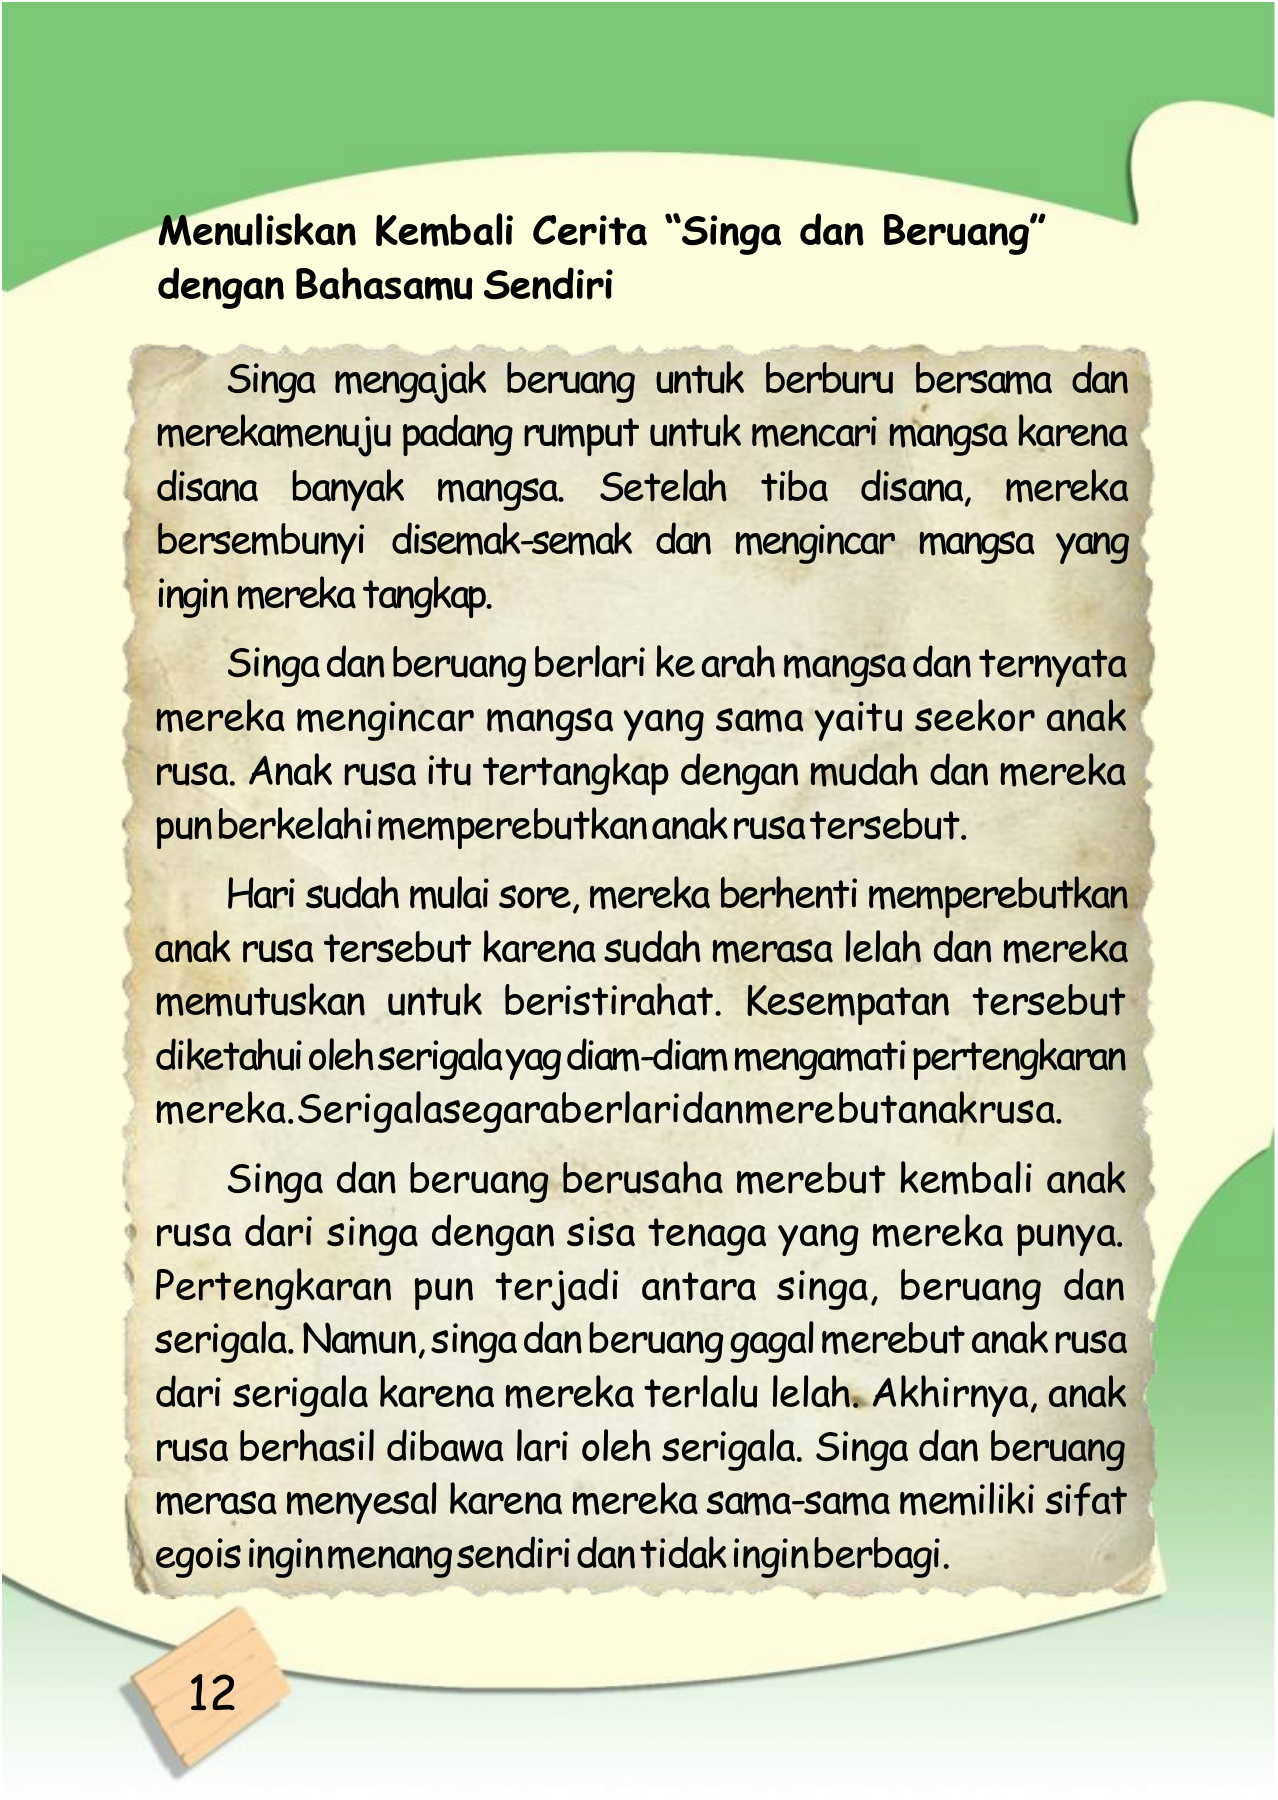 Menuliskan Kembali Cerita “Singa dan Beruang”
dengan Bahasamu Sendiri
Singa mengajak beruang untuk berburu bersama dan
merekamenuju padang rumput untuk mencari mangsa karena
disana banyak mangsa. Setelah tiba disana, mereka
bersembunyi disemak-semak dan mengincar mangsa yang
ingin mereka tangkap.
Singa dan beruang berlari ke arah mangsa dan ternyata
mereka mengincar mangsa yang sama yaitu seekor anak
rusa. Anak rusa itu tertangkap dengan mudah dan mereka
pun berkelahi memperebutkan anak rusa tersebut.
Hari sudah mulai sore, mereka berhenti memperebutkan
anak rusa tersebut karena sudah merasa lelah dan mereka
memutuskan untuk beristirahat. Kesempatan tersebut
diketahui oleh serigala yag diam-diam mengamati pertengkaran
mereka. Serigala segara berlari dan merebut anak rusa.
Singa dan beruang berusaha merebut kembali anak
rusa dari singa dengan sisa tenaga yang mereka punya.
Pertengkaran pun terjadi antara singa, beruang dan
serigala. Namun, singa dan beruang gagal merebut anak rusa
dari serigala karena mereka terlalu lelah. Akhirnya, anak
rusa berhasil dibawa lari oleh serigala. Singa dan beruang
merasa menyesal karena mereka sama-sama memiliki sifat
egois ingin menang sendiri dan tidak ingin berbagi.
12